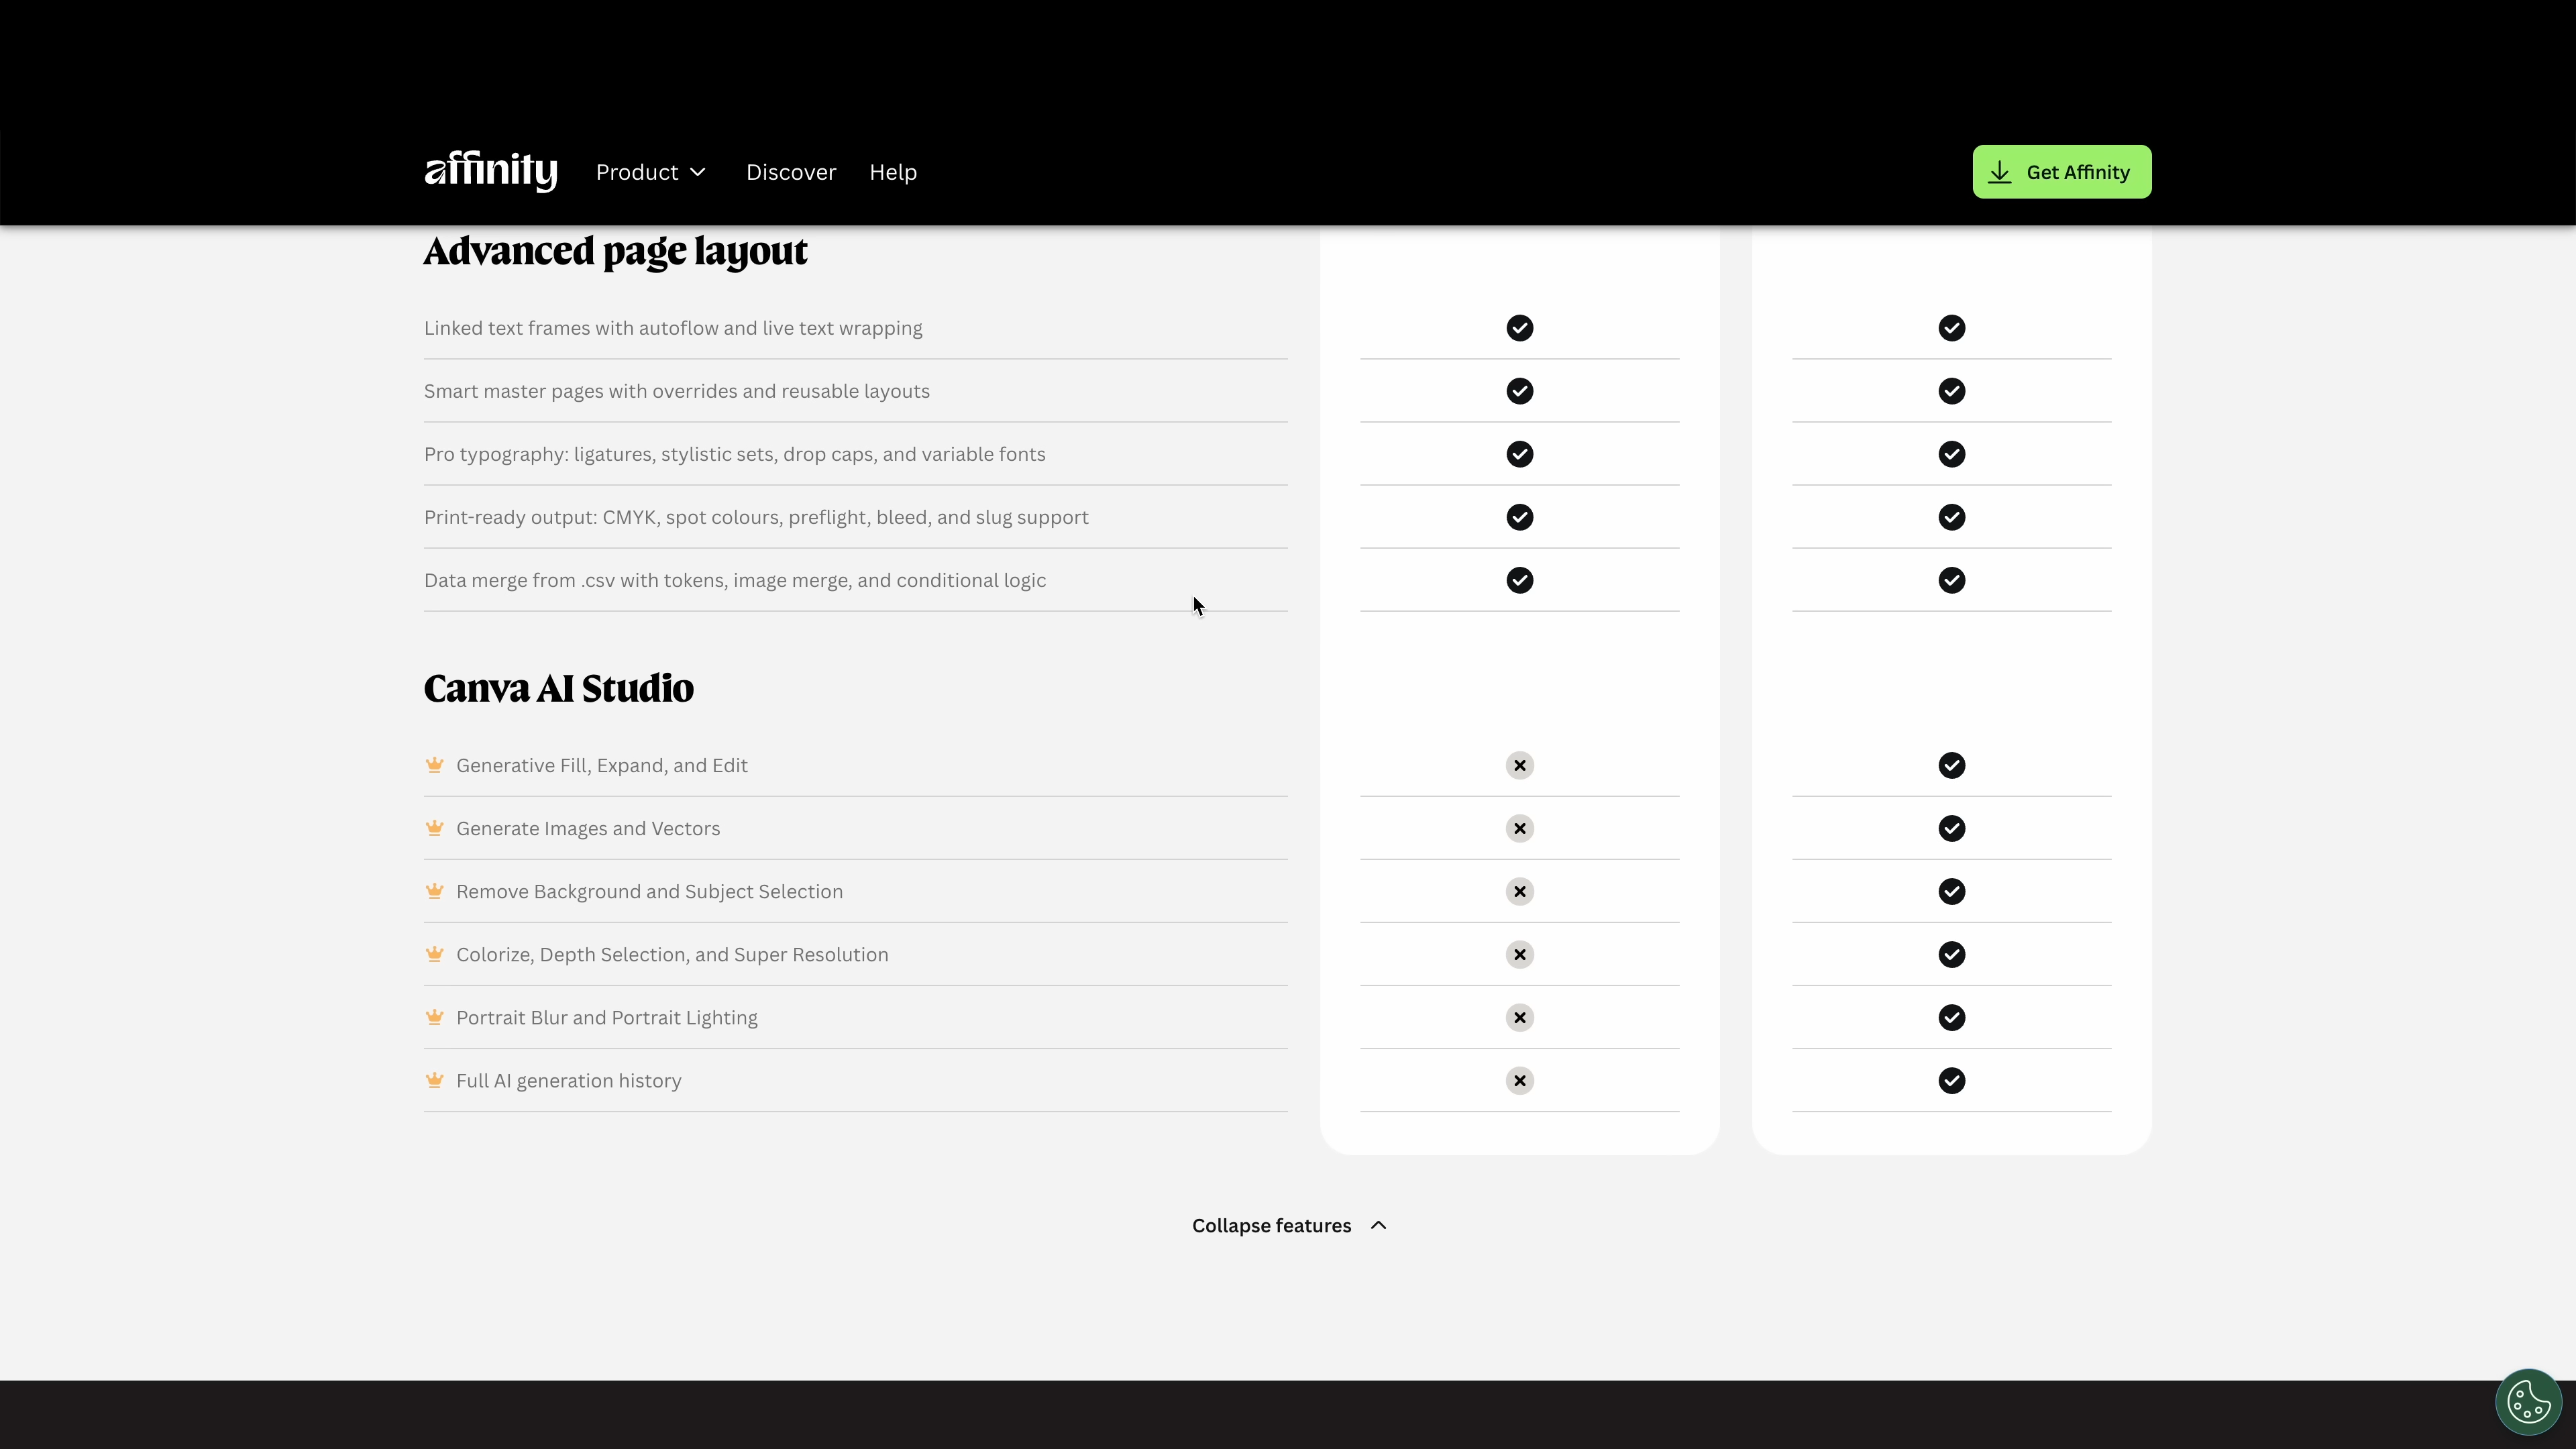 affinity
Product
Discover
Help
Get Affinity
Advanced page layout
Linked text frames with autoflow and live text wrapping
Smart master pages with overrides and reusable layouts
Pro typography: ligatures, stylistic sets, drop caps, and variable fonts
Print-ready output: CMYK, spot colours, preflight, bleed, and slug support
Data merge from .csv with tokens, image merge, and conditional logic
Canva AI Studio
Generative Fill, Expand, and Edit
Generate Images and Vectors
Remove Background and Subject Selection
Colorize, Depth Selection, and Super Resolution
Portrait Blur and Portrait Lighting
Full AI generation history
Collapse features